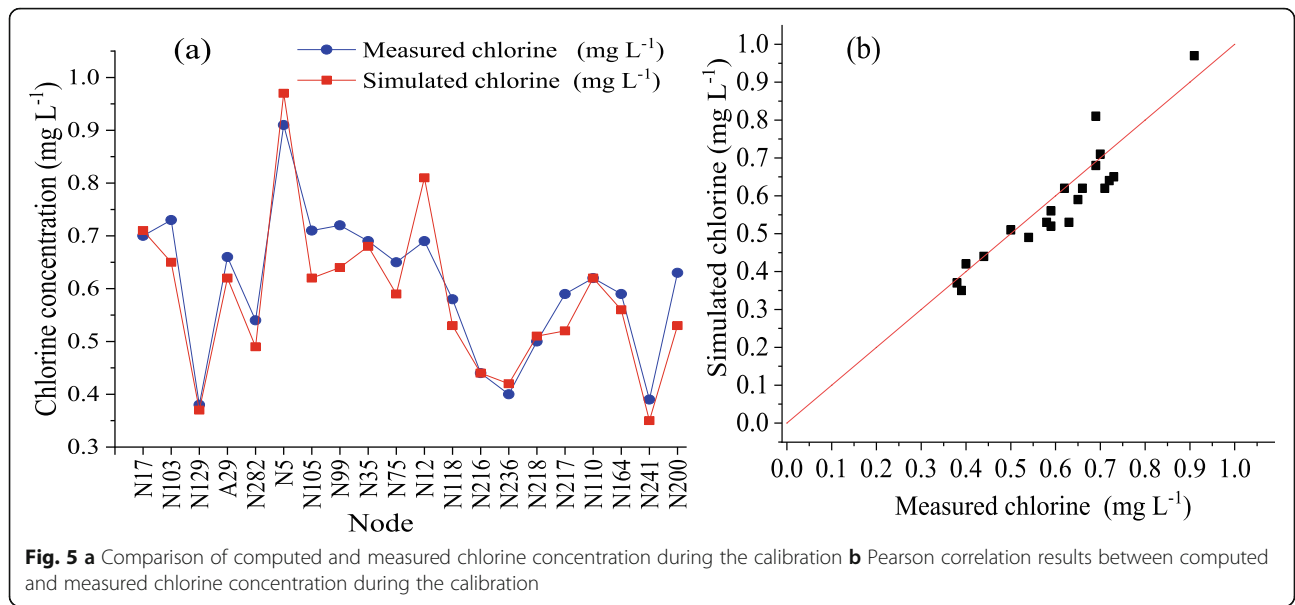 (a)
Measured chlorine (mg L-1)
Simulated chlorine (mg L-1)
Chlorine concentration (mg L-1)
1.0
0.9
0.8
0.7
0.6
0.5
0.4
0.3
N17
N103
N129
A29
N282
N5
N105
N99
N35
N75
N12
N118
N216
N236
N218
N217
N110
N164
N241
N200
Node
(b)
Simulated chlorine (mg L-1)
1.0
0.9
0.8
0.7
0.6
0.5
0.4
0.3
0.2
0.1
0.0
0.0 0.1 0.2 0.3 0.4 0.5 0.6 0.7 0.8 0.9 1.0
Measured chlorine (mg L-1)
Fig. 5 a Comparison of computed and measured chlorine concentration during the calibration b Pearson correlation results between computed
and measured chlorine concentration during the calibration